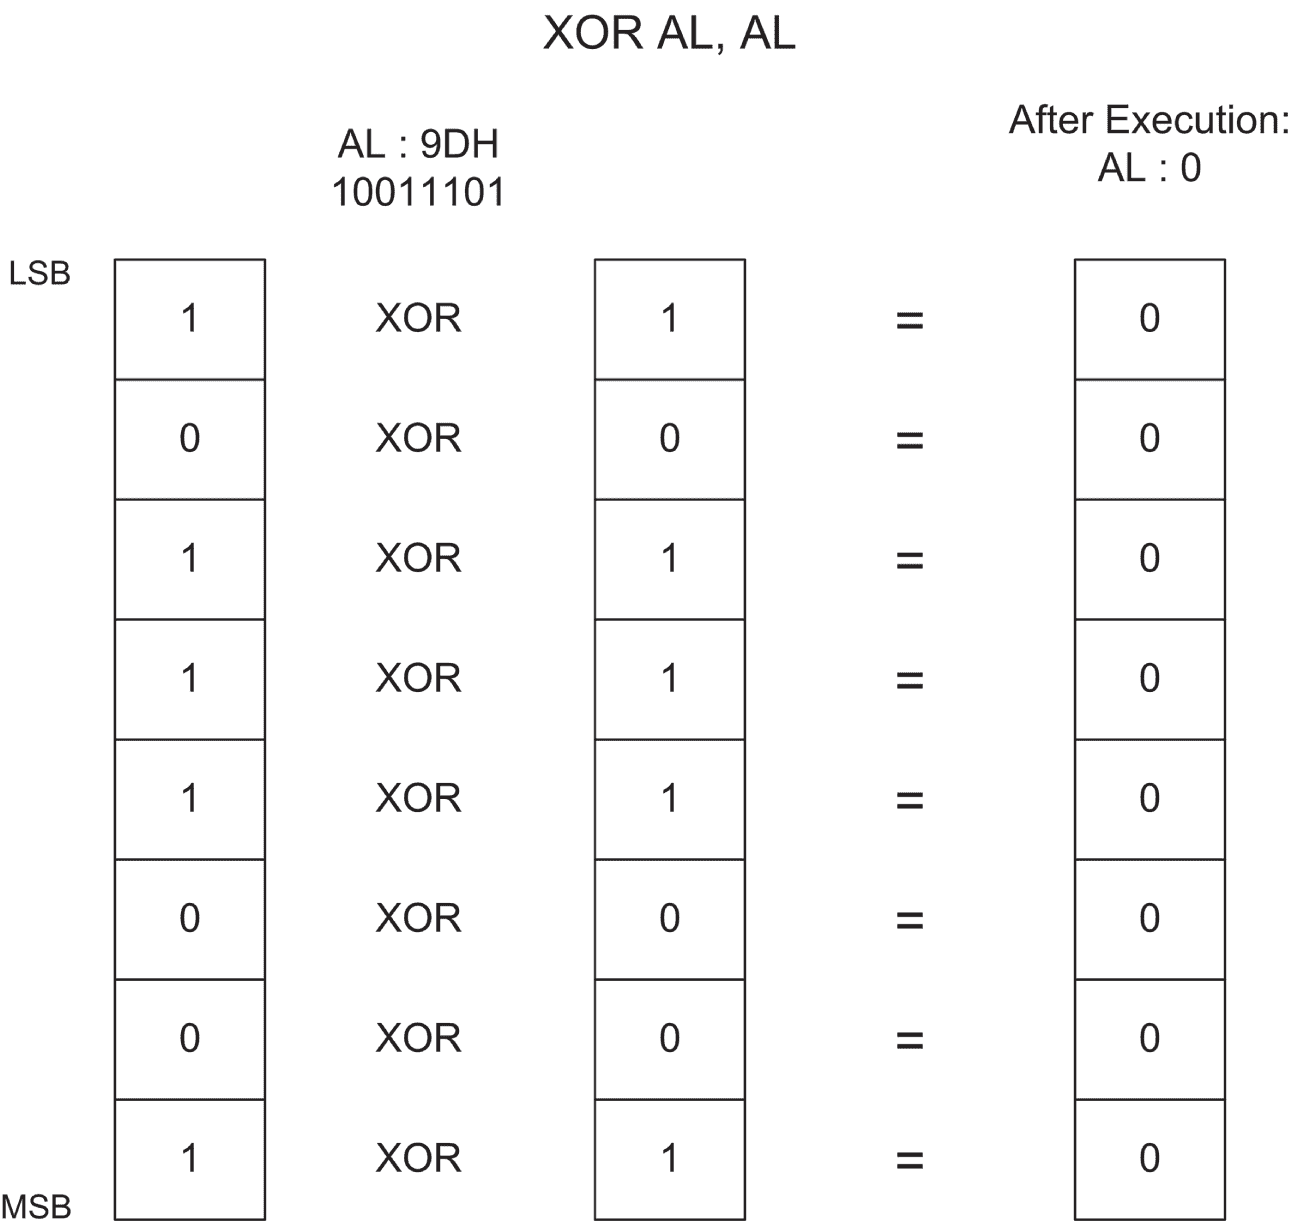 XOR AL, AL
AL : 9DH
10011101
After Execution:
AL : 0
LSB
1 XOR 1 = 0
0 XOR 0 = 0
1 XOR 1 = 0
1 XOR 1 = 0
1 XOR 1 = 0
0 XOR 0 = 0
0 XOR 0 = 0
1 XOR 1 = 0
MSB